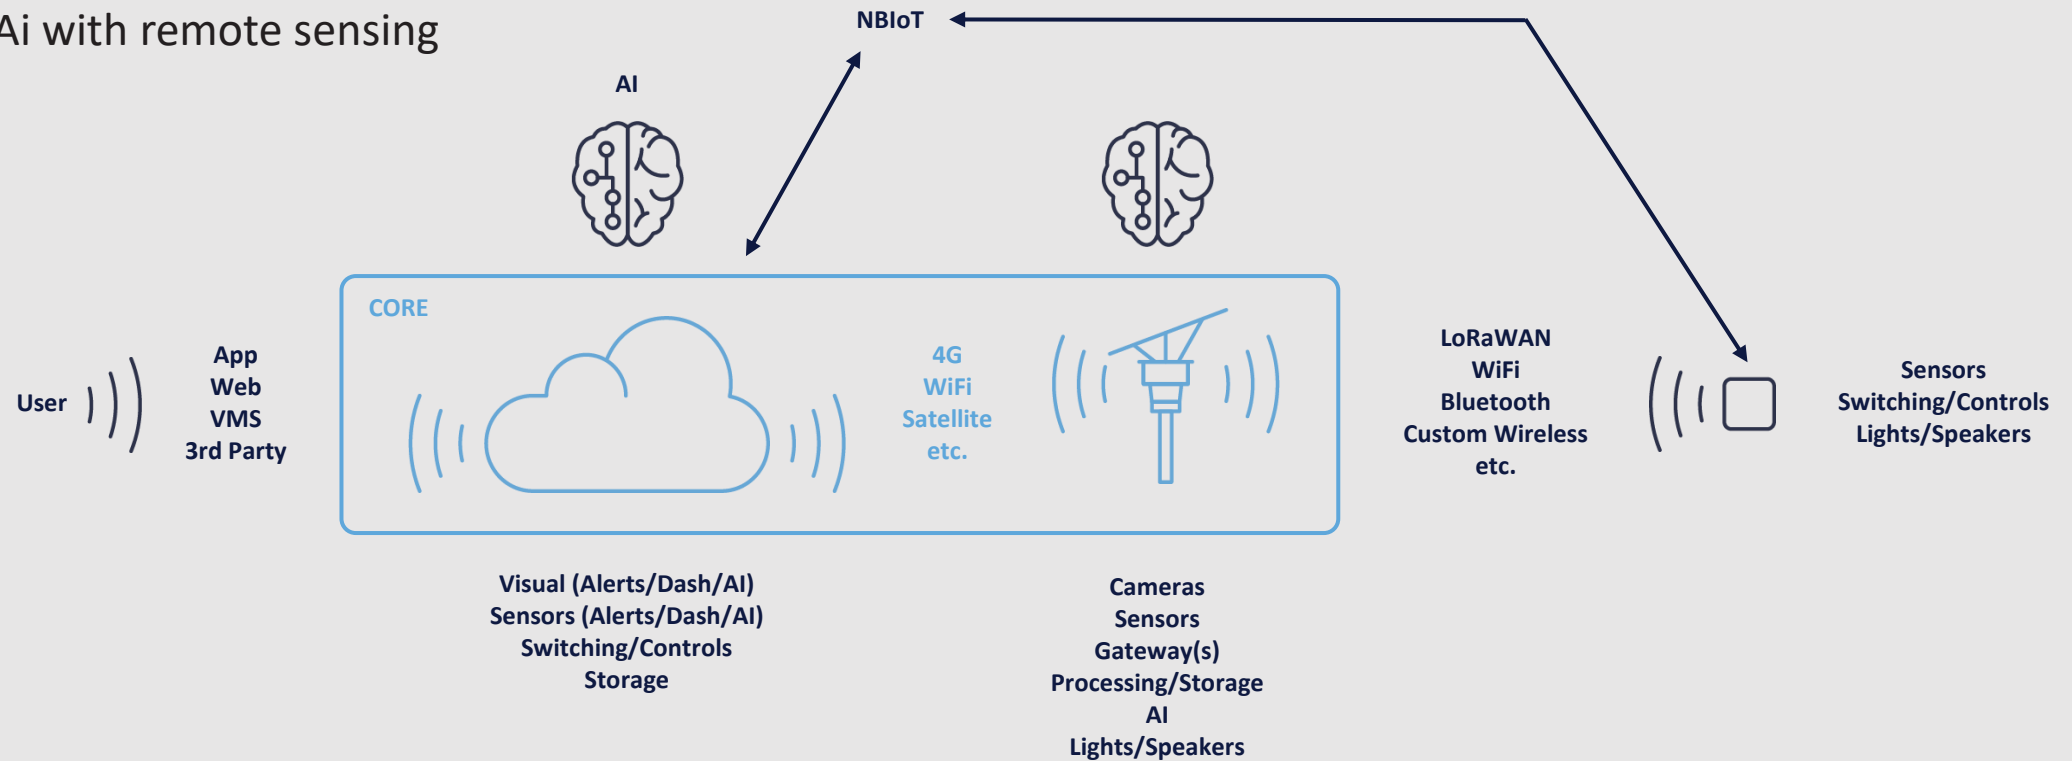 Ai with remote sensing
NBIoT
AI
CORE
User
App
Web
VMS
3rd Party
4G
WiFi
Satellite
etc.
LoRaWAN
WiFi
Bluetooth
Custom Wireless
etc.
Sensors
Switching/Controls
Lights/Speakers
Visual (Alerts/Dash/AI)
Sensors (Alerts/Dash/AI)
Switching/Controls
Storage
Cameras
Sensors
Gateway(s)
Processing/Storage
AI
Lights/Speakers